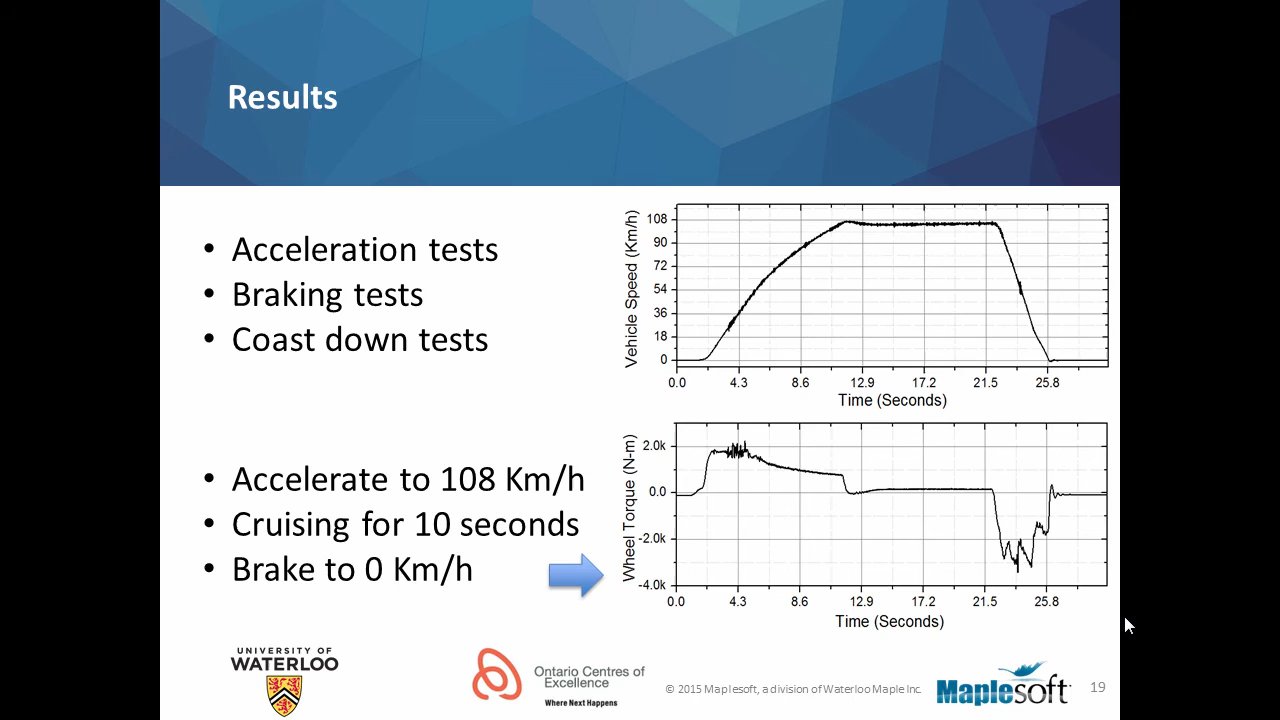 Results
• Acceleration tests
• Braking tests
• Coast down tests
• Accelerate to 108 Km/h
• Cruising for 10 seconds
• Brake to 0 Km/h
Vehicle Speed (Km/h)
108
90
72
54
36
18
0
0.0 4.3 8.6 12.9 17.2 21.5 25.8
Time (Seconds)
Wheel Torque (N-m)
2.0k
0.0
-2.0k
-4.0k
0.0 4.3 8.6 12.9 17.2 21.5 25.8
Time (Seconds)
UNIVERSITY OF
WATERLOO
Ontario Centres of
Excellence
Where Next Happens
© 2015 Maplesoft, a division of Waterloo Maple Inc.
Maplesoft
19